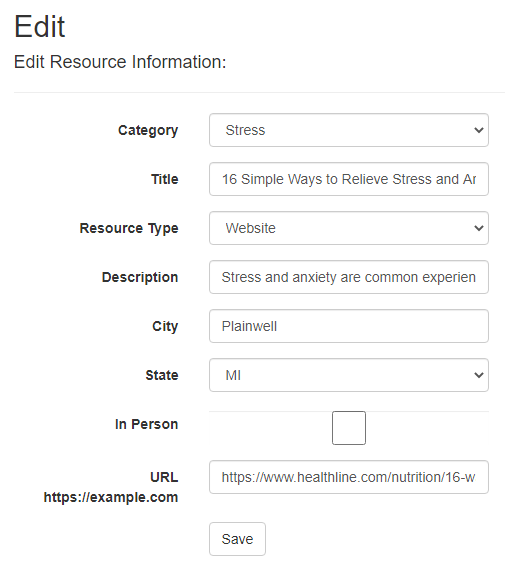 Edit
Edit Resource Information:
Category Stress
Title 16 Simple Ways to Relieve Stress and
Resource Type Website
Description Stress and anxiety are common
City Plainwell
State MI
In Person
URL https://www.healthline.com/nutrition/16-w
https://example.com
Save